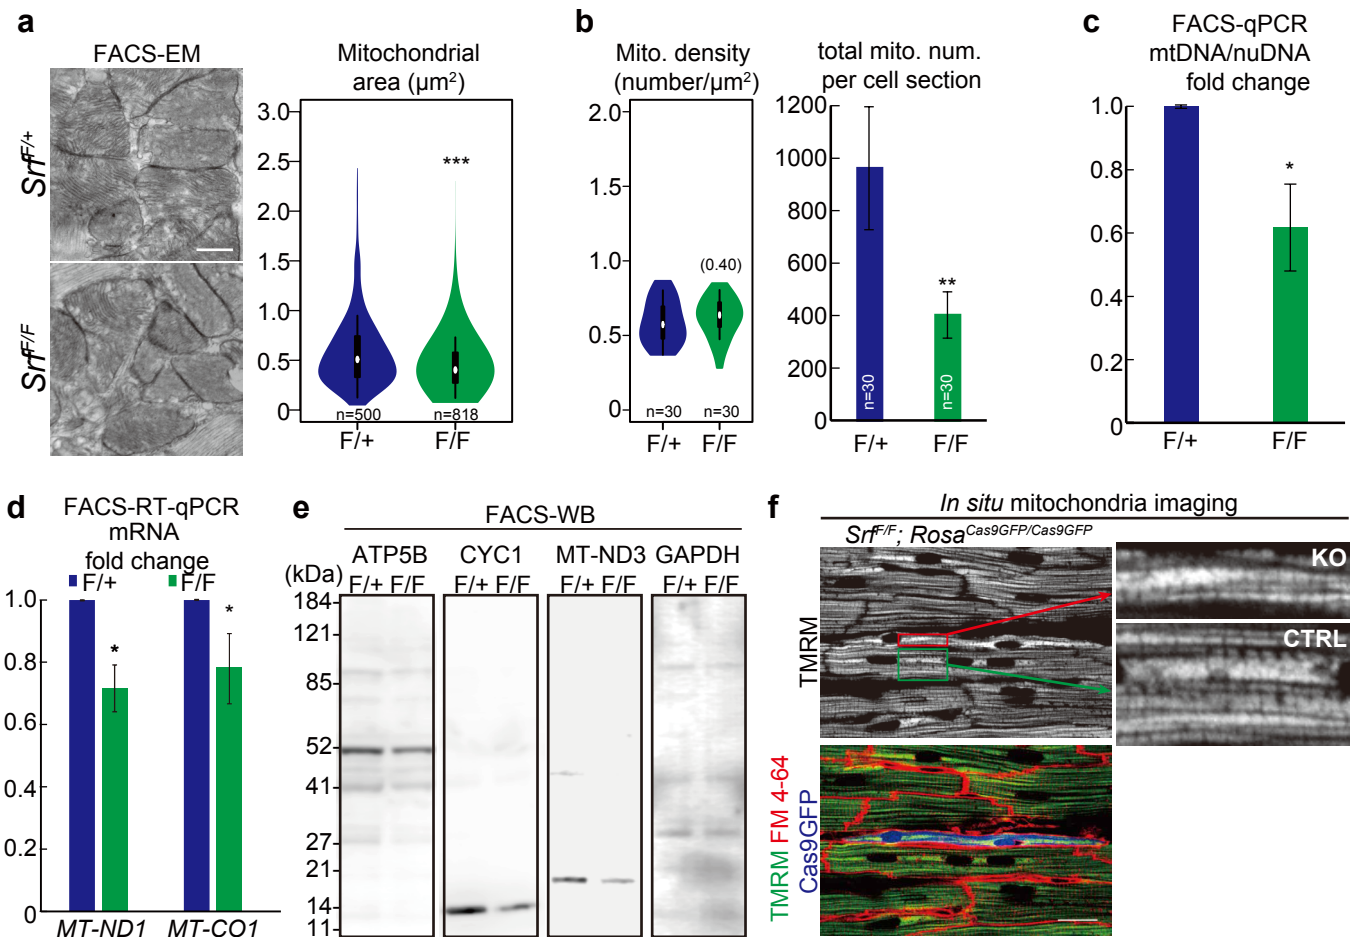 a
FACS-EM
Srf^F/+
Srf^F/F
Mitochondrial
area (µm²)
3.0
2.5
2.0
1.5
1.0
0.5
0
***
n=500
n=818
F/+
F/F
b
Mito. density
(number/µm²)
2.0
1.5
1.0
0.5
0
(0.40)
n=30
n=30
F/+
F/F
total mito. num.
per cell section
1200
1000
800
600
400
200
0
**
n=30
n=30
F/+
F/F
c
FACS-qPCR
mtDNA/nuDNA
fold change
1.0
0.8
0.6
0.4
0.2
0
*
F/+
F/F
d
FACS-RT-qPCR
mRNA
fold change
F/+
F/F
1.0
0.8
0.6
0.4
0.2
0
*
*
MT-ND1
MT-CO1
e
FACS-WB
ATP5B CYC1 MT-ND3 GAPDH
(kDa) F/+ F/F F/+ F/F F/+ F/F F/+ F/F
184
121
85
52
41
27
21
14
11
f
In situ mitochondria imaging
Srf^F/F; Rosa^Cas9GFP/Cas9GFP
TMRM
KO
CTRL
TMRM FM 4-64
Cas9GFP